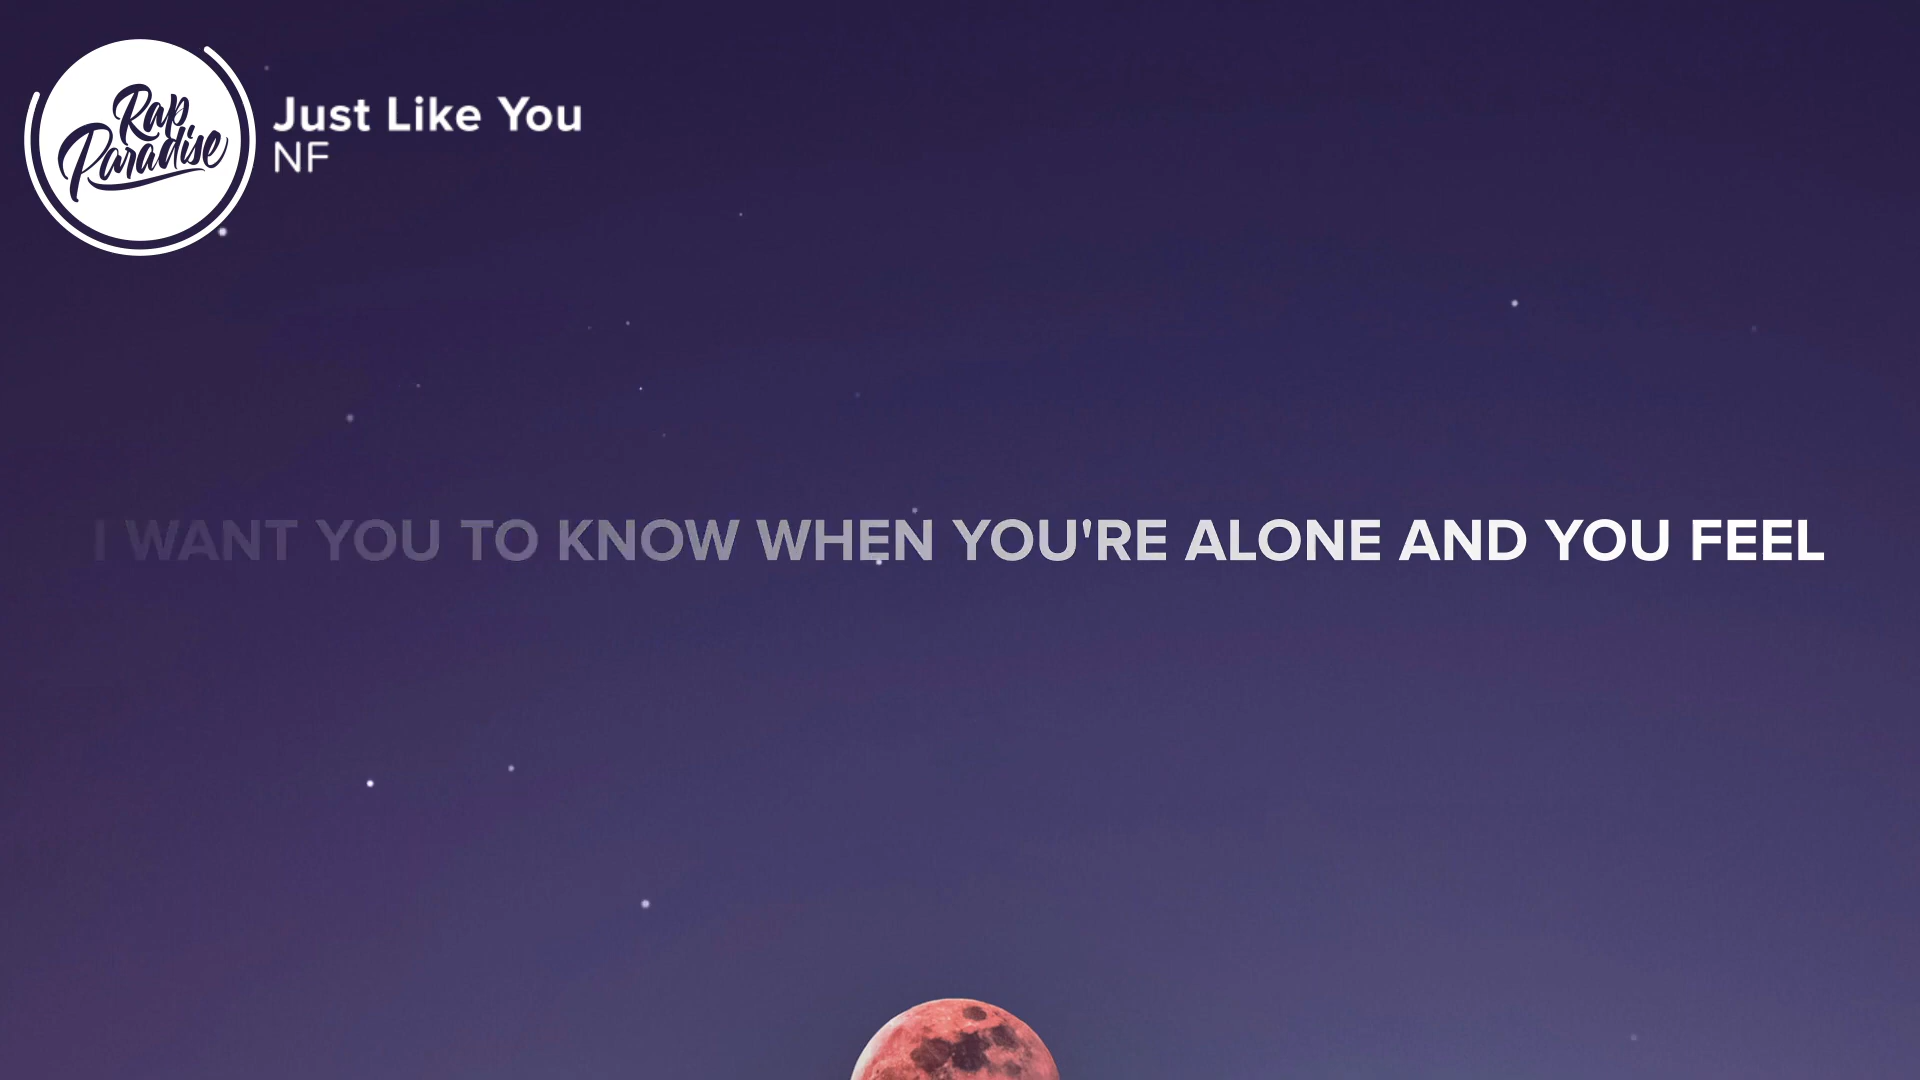 Rap
Paradise
Just Like You
NF
I WANT YOU TO KNOW WHEN YOU'RE ALONE AND YOU FEEL